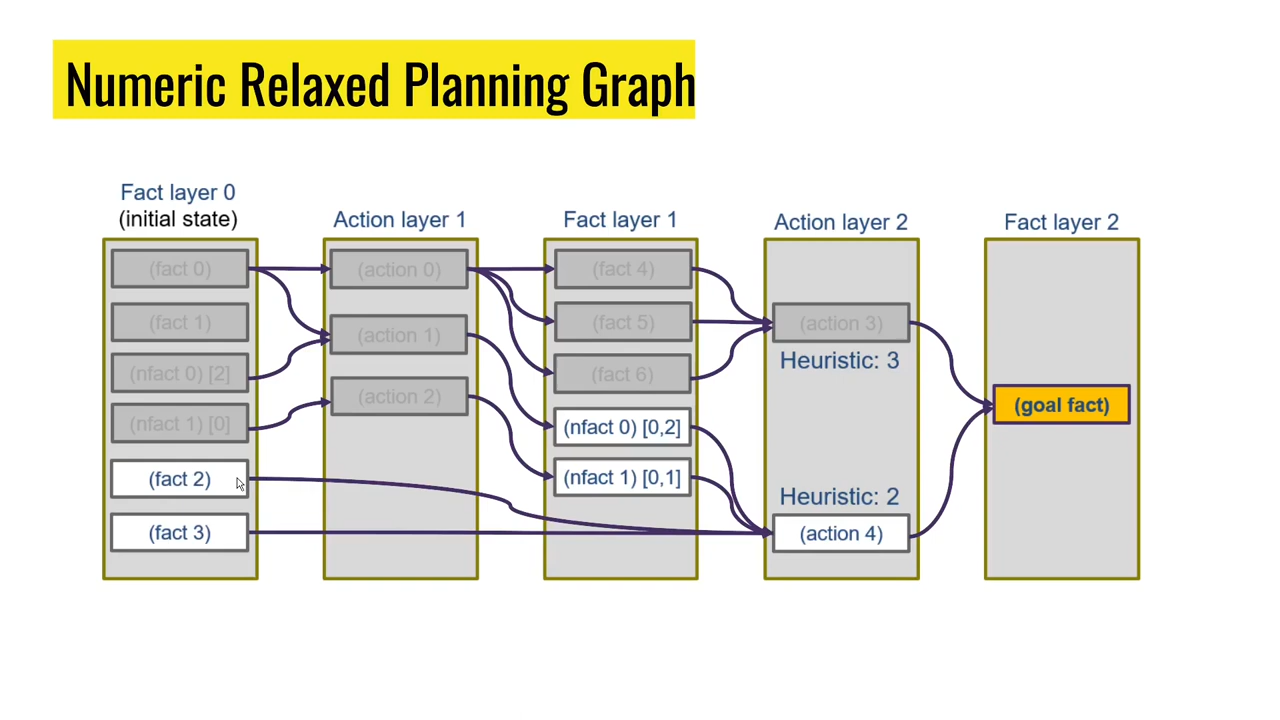 Numeric Relaxed Planning Graph
Fact layer 0
(initial state)
(fact 0)
(fact 1)
(nfact 0) [2]
(nfact 1) [0]
(fact 2)
(fact 3)
Action layer 1
(action 0)
(action 1)
(action 2)
Fact layer 1
(fact 4)
(fact 5)
(fact 6)
(nfact 0) [0,2]
(nfact 1) [0,1]
Action layer 2
(action 3)
Heuristic: 3
Heuristic: 2
(action 4)
Fact layer 2
(goal fact)